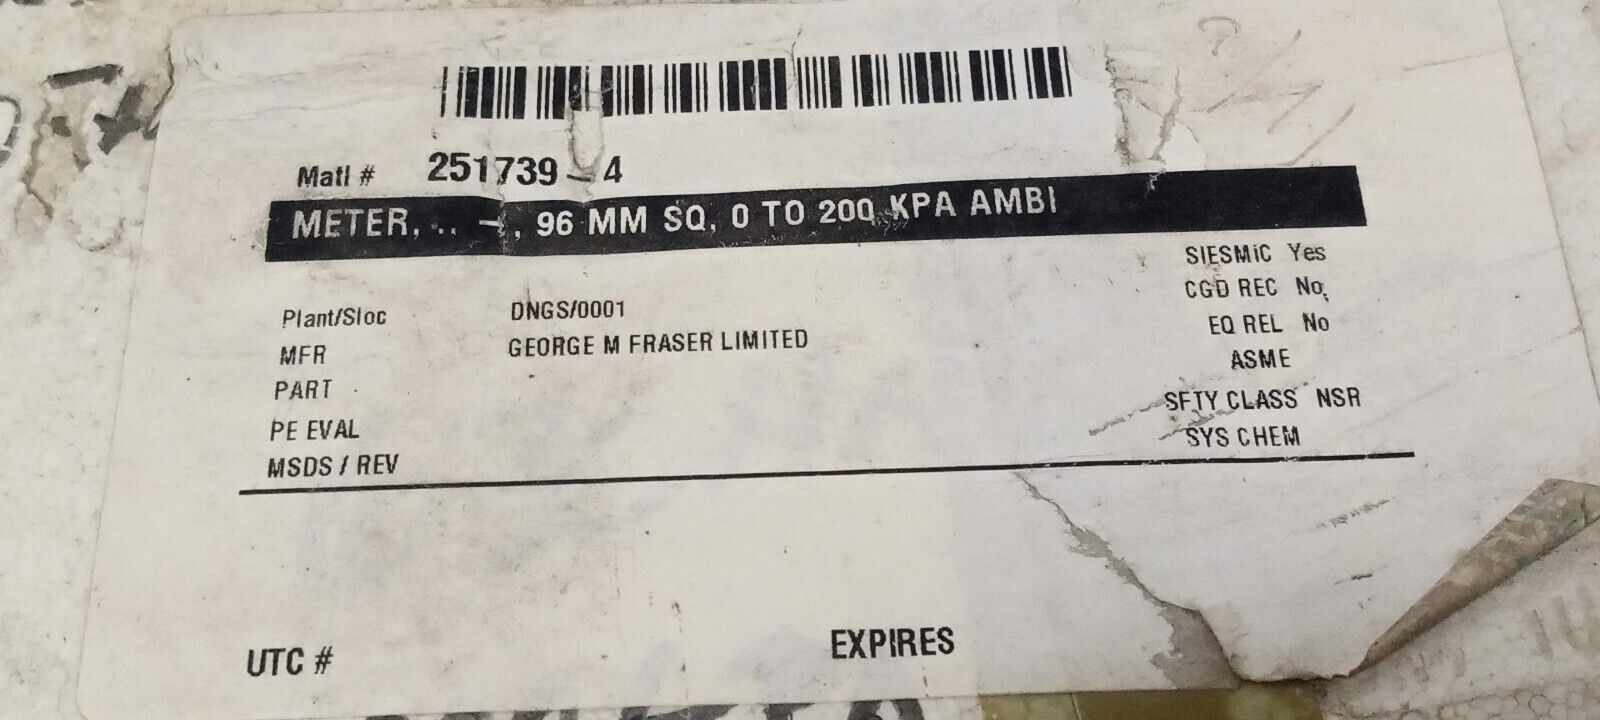 Matl # 251739-4
METER, .. -, 96 MM SQ, 0 TO 200 KPA AMBI
SIESMiC Yes
Plant/Sloc DNGS/0001
CGD REC No
MFR GEORGE M FRASER LIMITED
EQ REL No
PART
ASME
PE EVAL
SFTY CLASS NSR
MSDS / REV
SYS CHEM
UTC #
EXPIRES